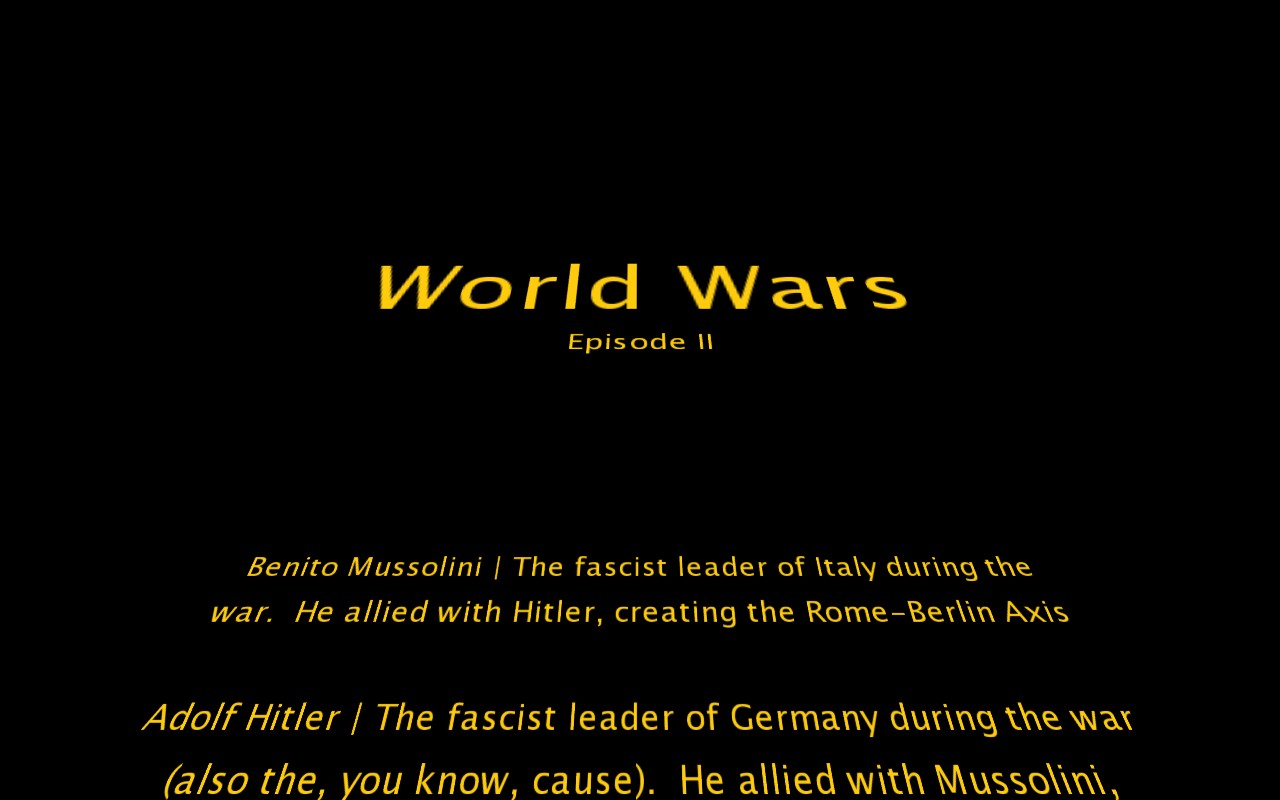 World Wars
Episode II
Benito Mussolini | The fascist leader of Italy during the
war.  He allied with Hitler, creating the Rome-Berlin Axis
Adolf Hitler | The fascist leader of Germany during the war
(also the, you know, cause).  He allied with Mussolini,